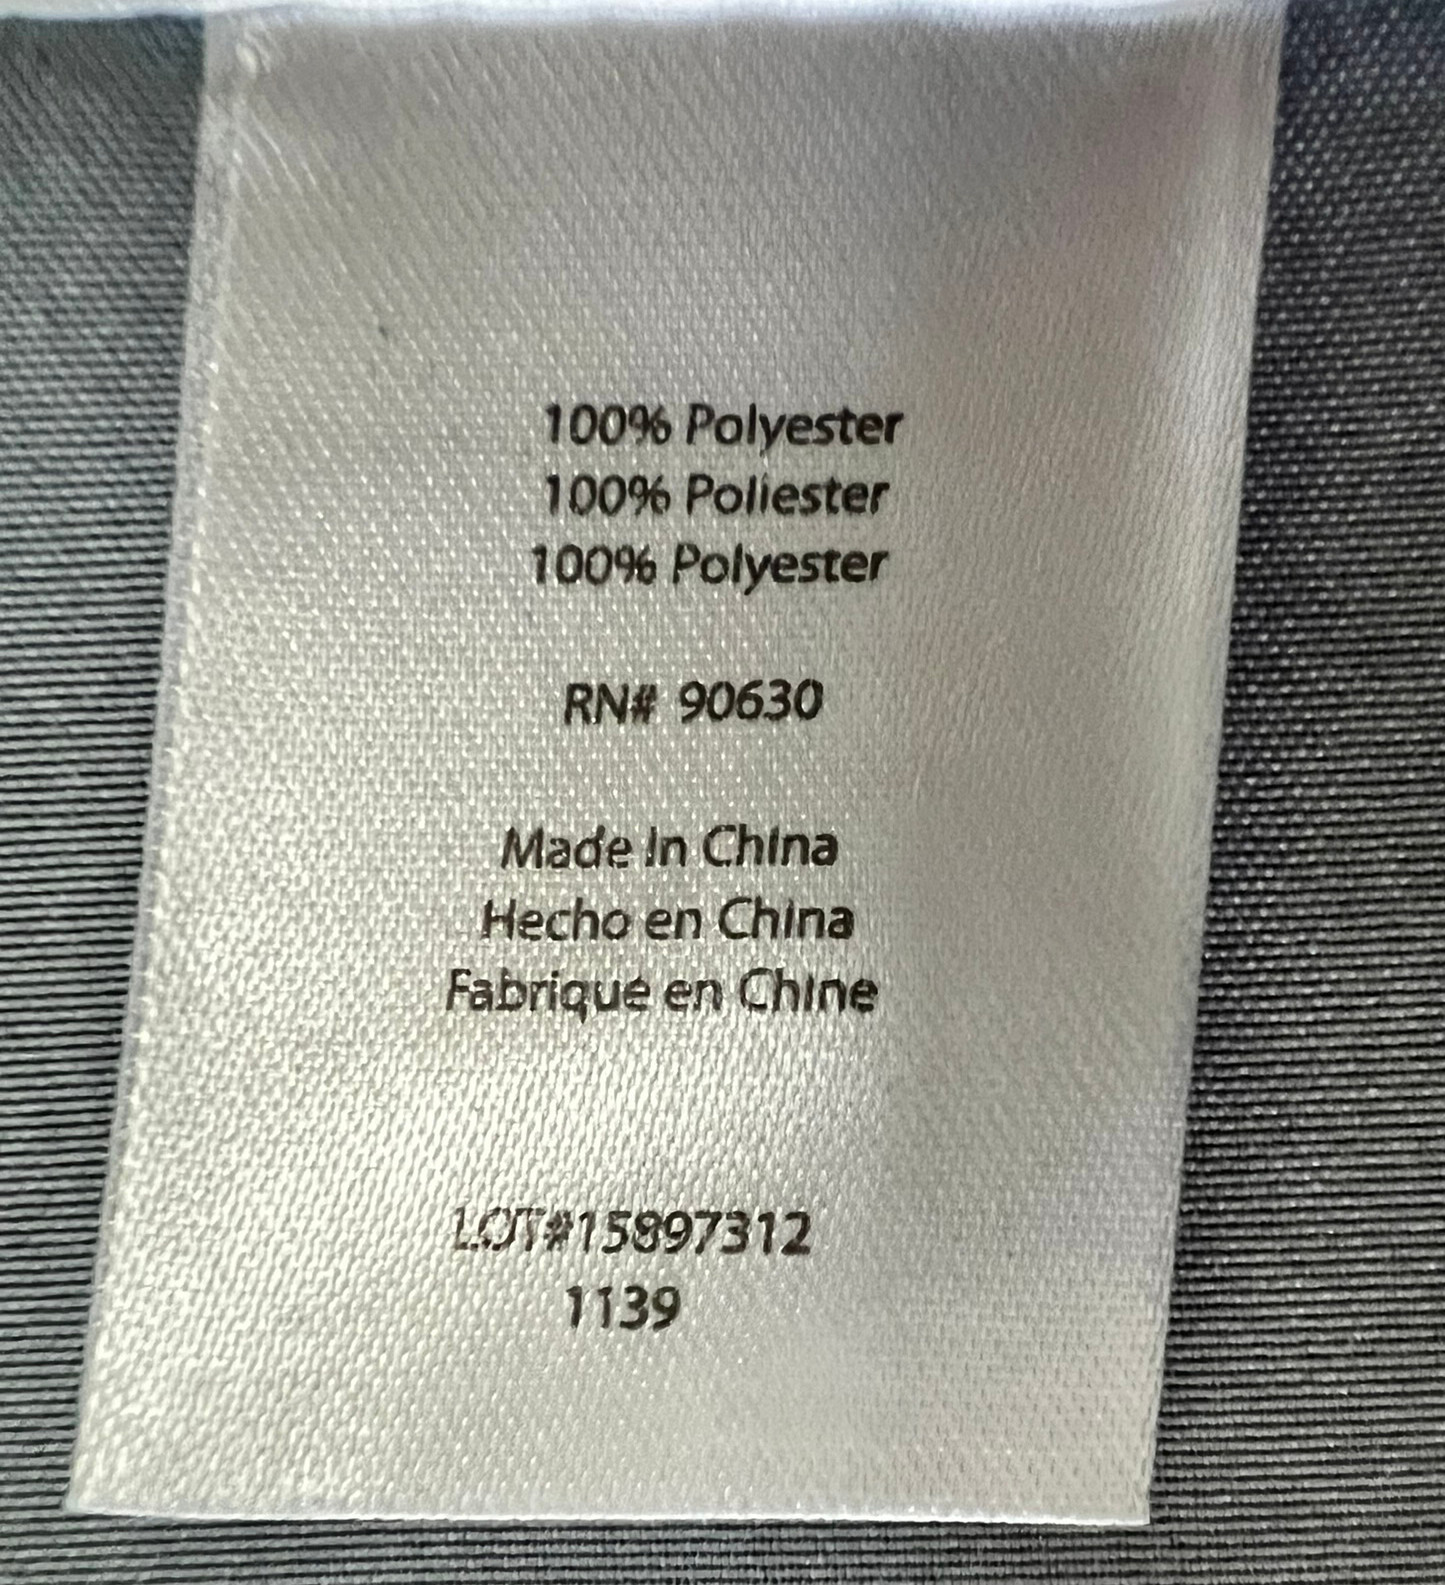 100% Polyester
100% Poliester
100% Polyester
RN# 90630
Made in China
Hecho en China
Fabriqué en Chine
LOT#15897312
1139